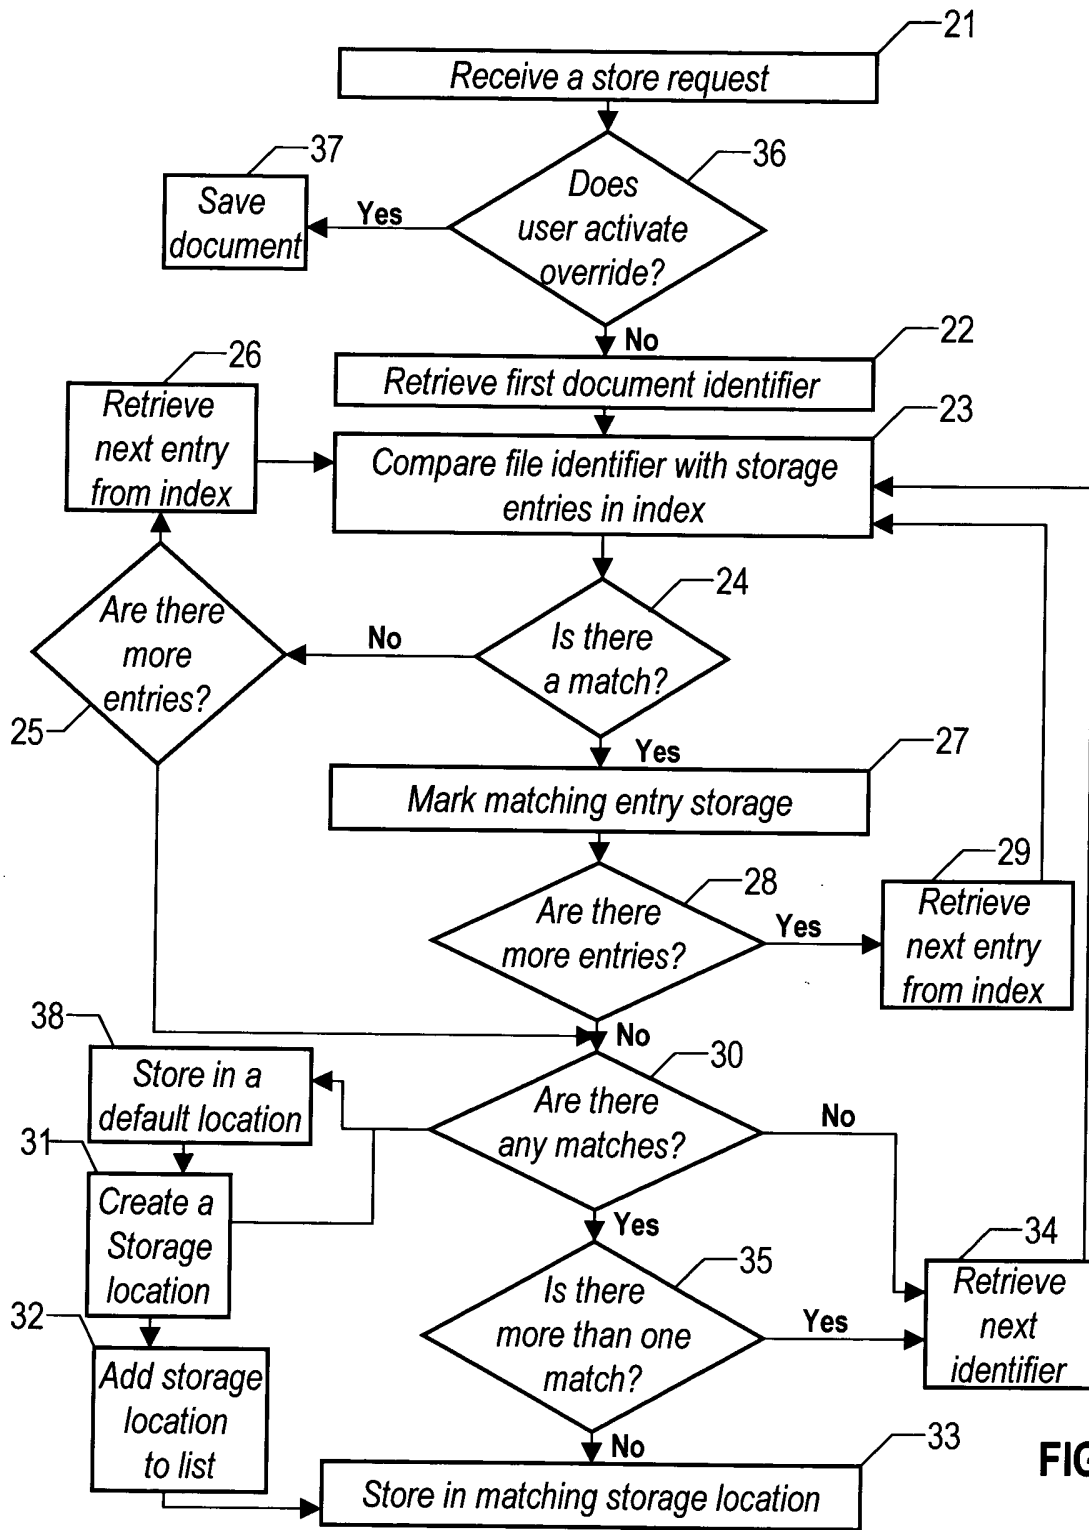 21
Receive a store request
36
Does
user activate
override?
37
Save
document
Yes
No
22
Retrieve first document identifier
26
Retrieve
next entry
from index
23
Compare file identifier with storage
entries in index
24
Is there
a match?
No
Are there
more
entries?
25
Yes
27
Mark matching entry storage
28
Are there
more entries?
Yes
29
Retrieve
next entry
from index
No
38
Store in a
default location
30
Are there
any matches?
No
31
Create a
Storage
location
Yes
34
Retrieve
next
identifier
35
Is there
more than one
match?
Yes
32
Add storage
location
to list
No
33
Store in matching storage location
FIG